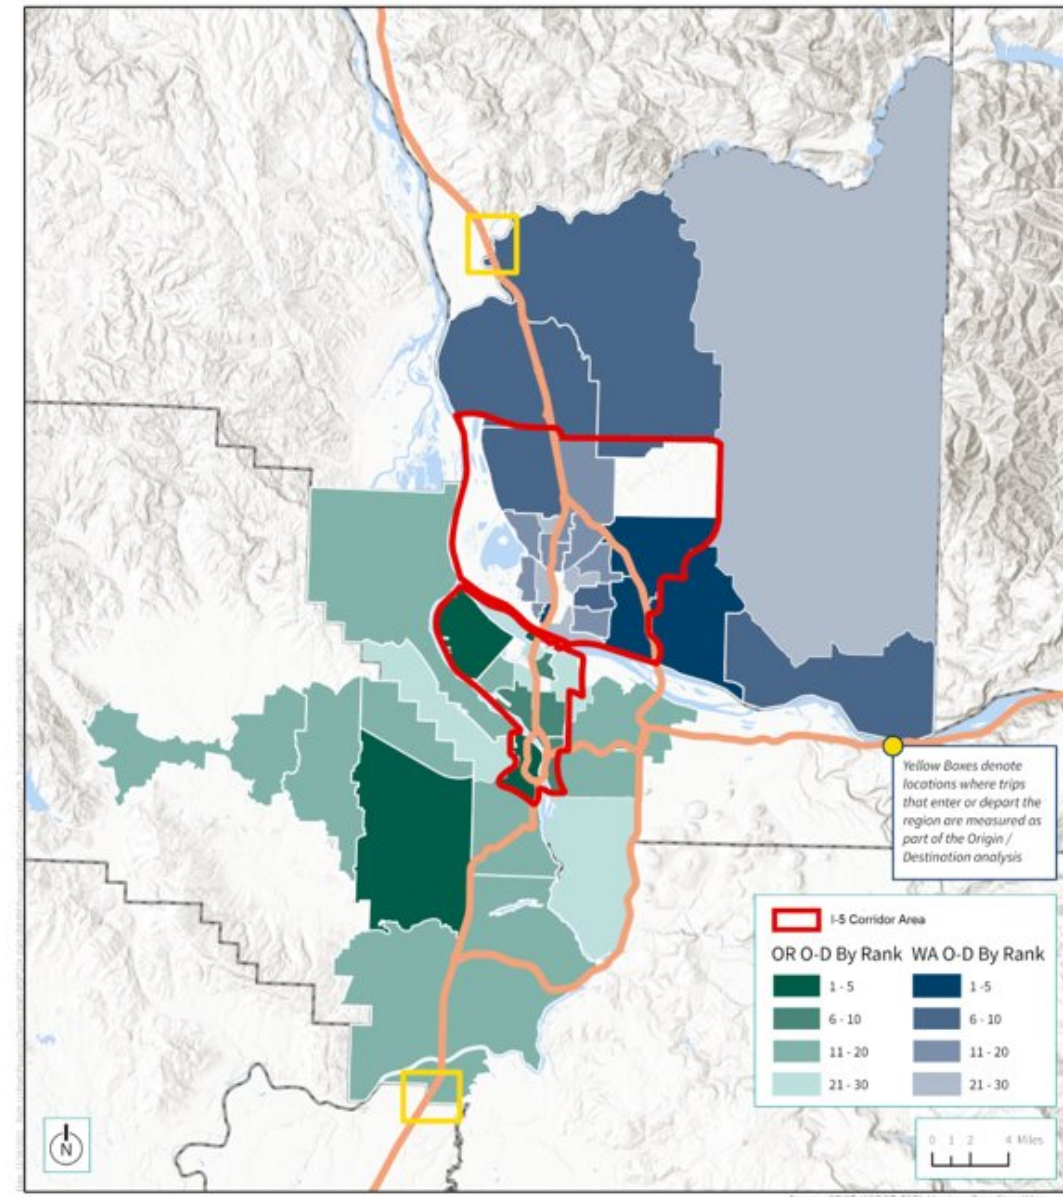 Yellow Boxes denote
locations where trips
that enter or depart the
region are measured as
part of the Origin /
Destination analysis
I-5 Corridor Area
OR O-D By Rank WA O-D By Rank
1 - 5 1 -5
6 - 10 6 - 10
11 - 20 11 - 20
21 - 30 21 - 30
N
0 1 2 4 Miles